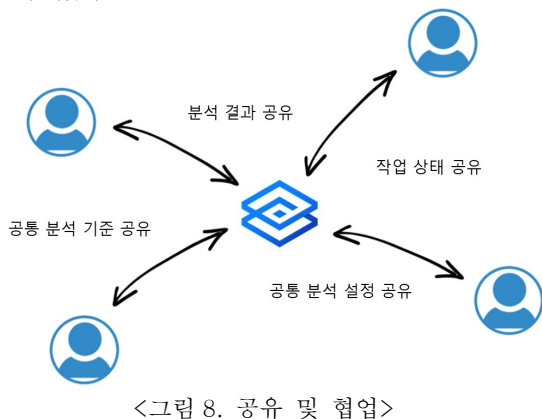 분석 결과 공유
작업 상태 공유
공통 분석 기준 공유
공통 분석 설정 공유
<그림 8. 공유 및 협업>